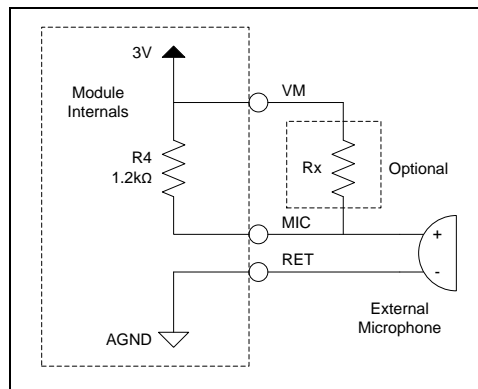 3V
VM
Module
Internals
R4
1.2kΩ
Rx
Optional
MIC
+
RET
-
AGND
External
Microphone